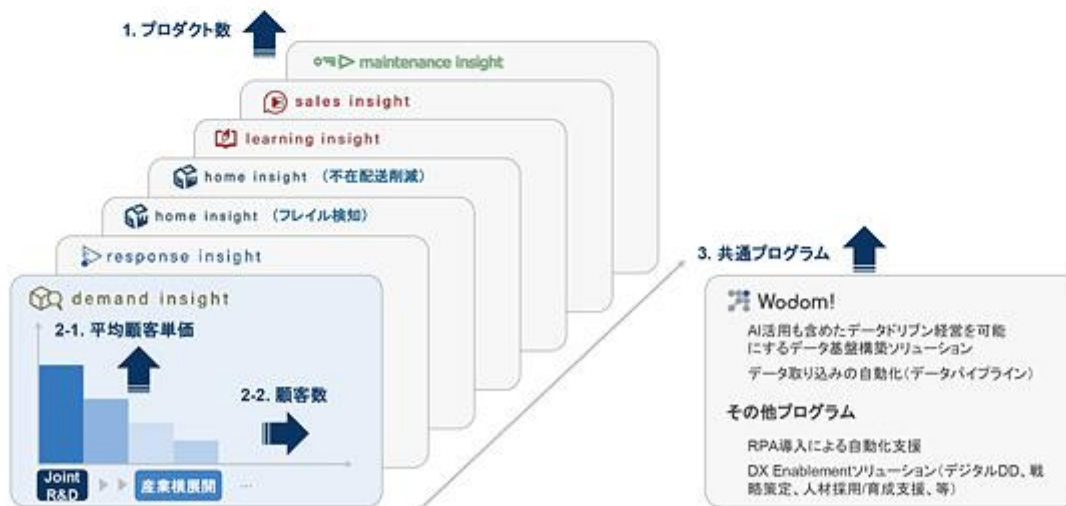 1. プロダクト数
maintenance insight
sales insight
learning insight
home insight （不在配送削減）
home insight （フレイル検知）
response insight
demand insight
2-1. 平均顧客単価
2-2. 顧客数
Joint
R&D
産業横展開
...
3. 共通プログラム
Wodom!
AI活用も含めたデータドリブン経営を可能
にするデータ基盤構築ソリューション
データ取り込みの自動化（データパイプライン）
その他プログラム
RPA導入による自動化支援
DX Enablementソリューション（デジタルDD、戦
略策定、人材採用/育成支援、等）